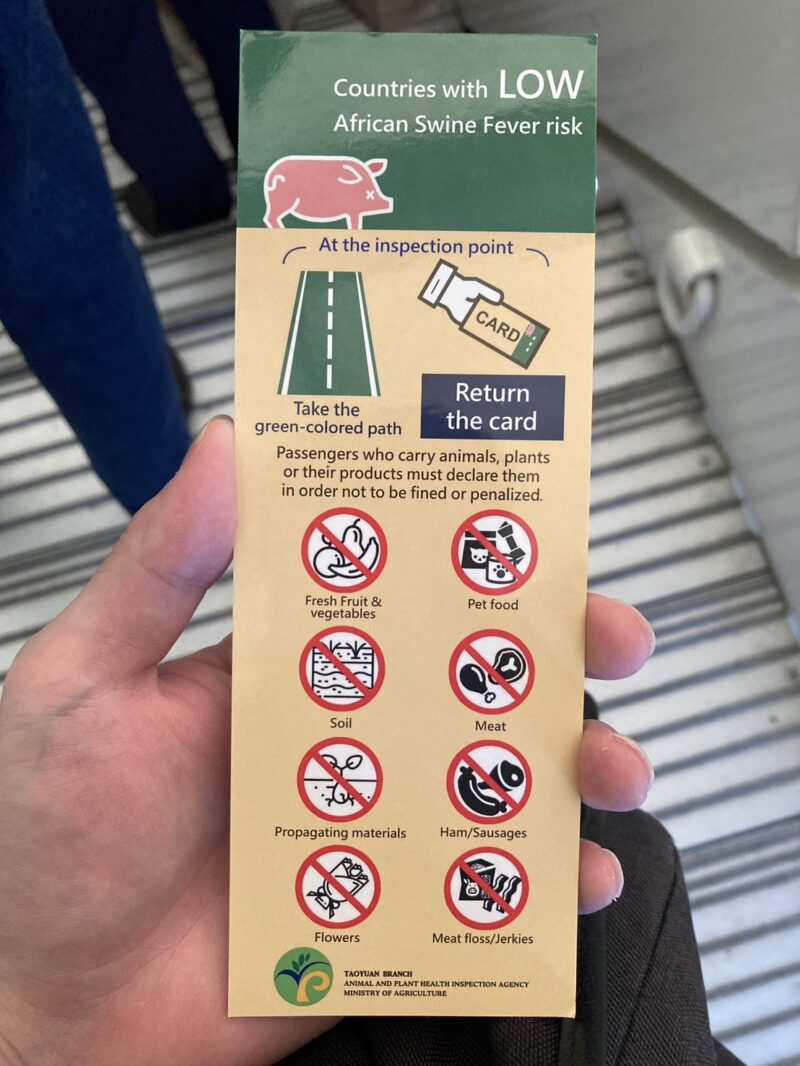 Countries with LOW
African Swine Fever risk
At the inspection point
CARD
Take the
green-colored path
Return
the card
Passengers who carry animals, plants
or their products must declare them
in order not to be fined or penalized.
Fresh Fruit &
vegetables
Pet food
Soil
Meat
Propagating materials
Ham/Sausages
Flowers
Meat floss/Jerkies
TAOYUAN BRANCH
ANIMAL AND PLANT HEALTH INSPECTION AGENCY
MINISTRY OF AGRICULTURE